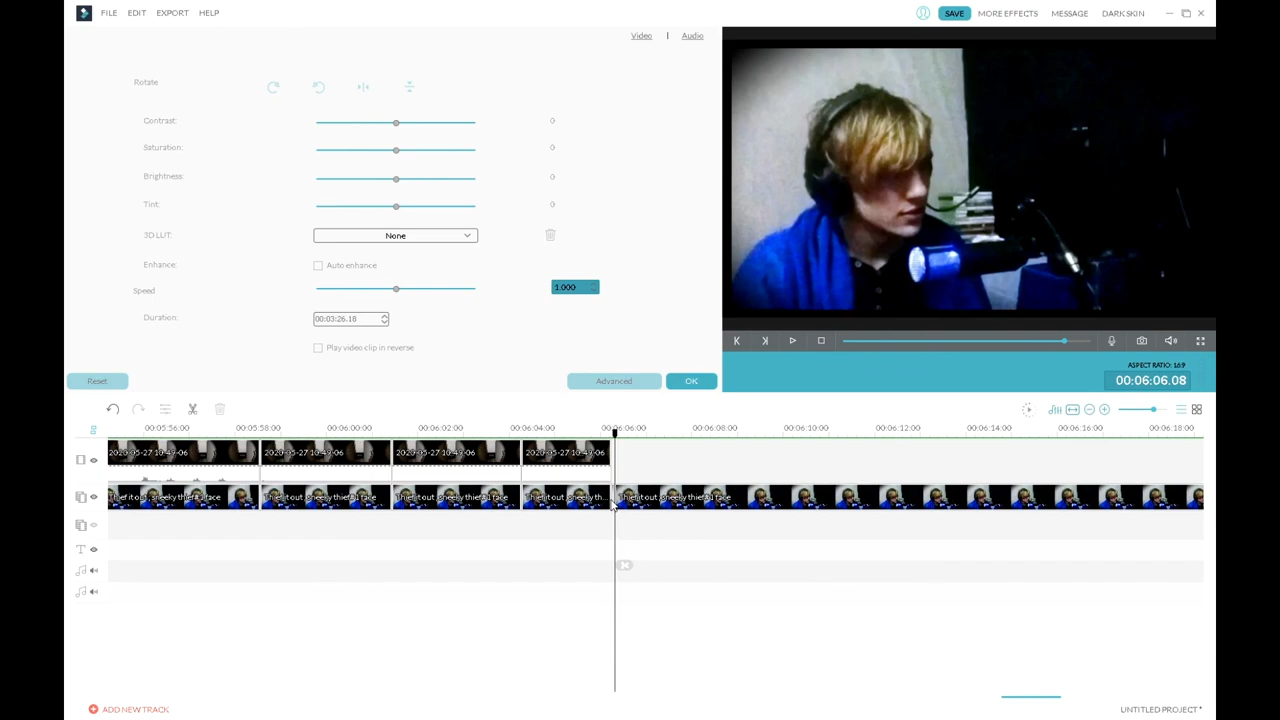 FILE EDIT EXPORT HELP
SAVE MORE EFFECTS MESSAGE DARK SKIN
Video | Audio
Rotate
Contrast: 0
Saturation: 0
Brightness: 0
Tint: 0
3D LUT: None
Enhance: Auto enhance
Speed 1.000
Duration: 00:03:26.18
Play video clip in reverse
Reset Advanced OK
ASPECT RATIO: 16:9
00:06:06.08
00:05:56:00 00:05:58:00 00:06:00:00 00:06:02:00 00:06:04:00 00:06:06:00 00:06:08:00 00:06:10:00 00:06:12:00 00:06:14:00 00:06:16:00 00:06:18:00
2020-05-27 10-49-06 2020-05-27 10-49-06 2020-05-27 10-49-06 2020-05-27 10-49-06
ADD NEW TRACK
UNTITLED PROJECT *